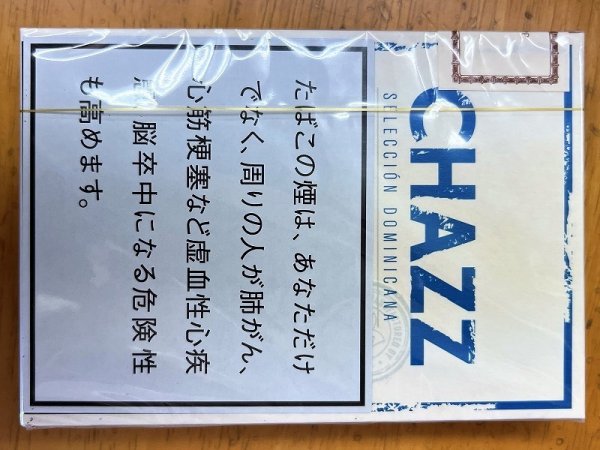 CHAZZ
SELECCIÓN DOMINICANA
たばこの煙は、あなただけ
でなく、周りの人が肺がん、
心筋梗塞など虚血性心疾
脳卒中になる危険性
も高めます。